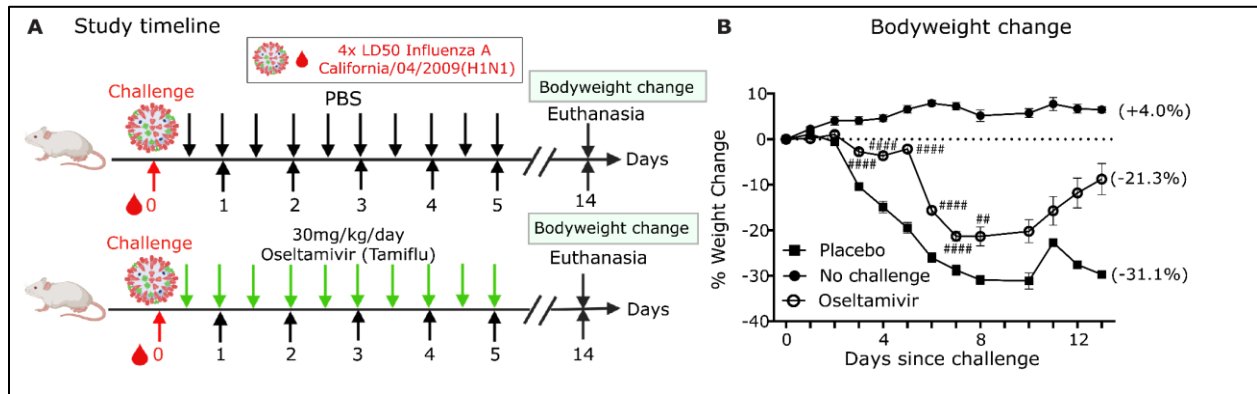 A Study timeline
4x LD50 Influenza A
California/04/2009(H1N1)
Challenge
PBS
Bodyweight change
Euthanasia
Days
0 1 2 3 4 5 14
Challenge
30mg/kg/day
Oseltamivir (Tamiflu)
Bodyweight change
Euthanasia
Days
0 1 2 3 4 5 14
B Bodyweight change
% Weight Change
10
0
-10
-20
-30
-40
(+4.0%)
(-21.3%)
(-31.1%)
####
####
####
####
####
##
Placebo
No challenge
Oseltamivir
0 4 8 12
Days since challenge